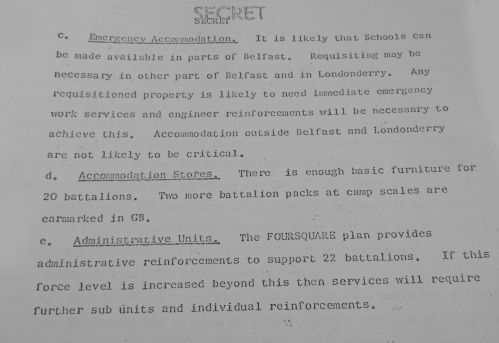 SECRET
SECRET
c. Emergency Accommodation. It is likely that Schools can
be made available in parts of Belfast. Requisiting may be
necessary in other part of Belfast and in Londonderry. Any
requisitioned property is likely to need immediate emergency
work services and engineer reinforcements will be necessary to
achieve this. Accommodation outside Belfast and Londonderry
are not likely to be critical.
d. Accommodation Stores. There is enough basic furniture for
20 battalions. Two more battalion packs at camp scales are
earmarked in GB.
e. Administrative Units. The FOURSQUARE plan provides
administrative reinforcements to support 22 battalions. If this
force level is increased beyond this then services will require
further sub units and individual reinforcements.